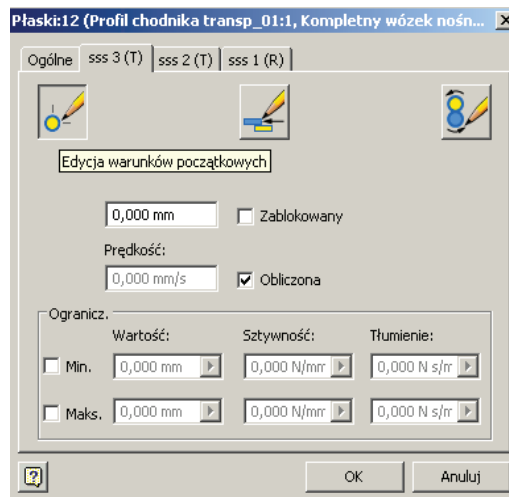 Płaski:12 (Profil chodnika transp_01:1, Kompletny wózek nośn...
Ogólne sss 3 (T) sss 2 (T) sss 1 (R)
Edycja warunków początkowych
0,000 mm Zablokowany
Prędkość:
0,000 mm/s Obliczona
Ogranicz.
Wartość: Sztywność: Tłumienie:
Min. 0,000 mm 0,000 N/mm 0,000 N s/m
Maks. 0,000 mm 0,000 N/mm 0,000 N s/m
OK Anuluj